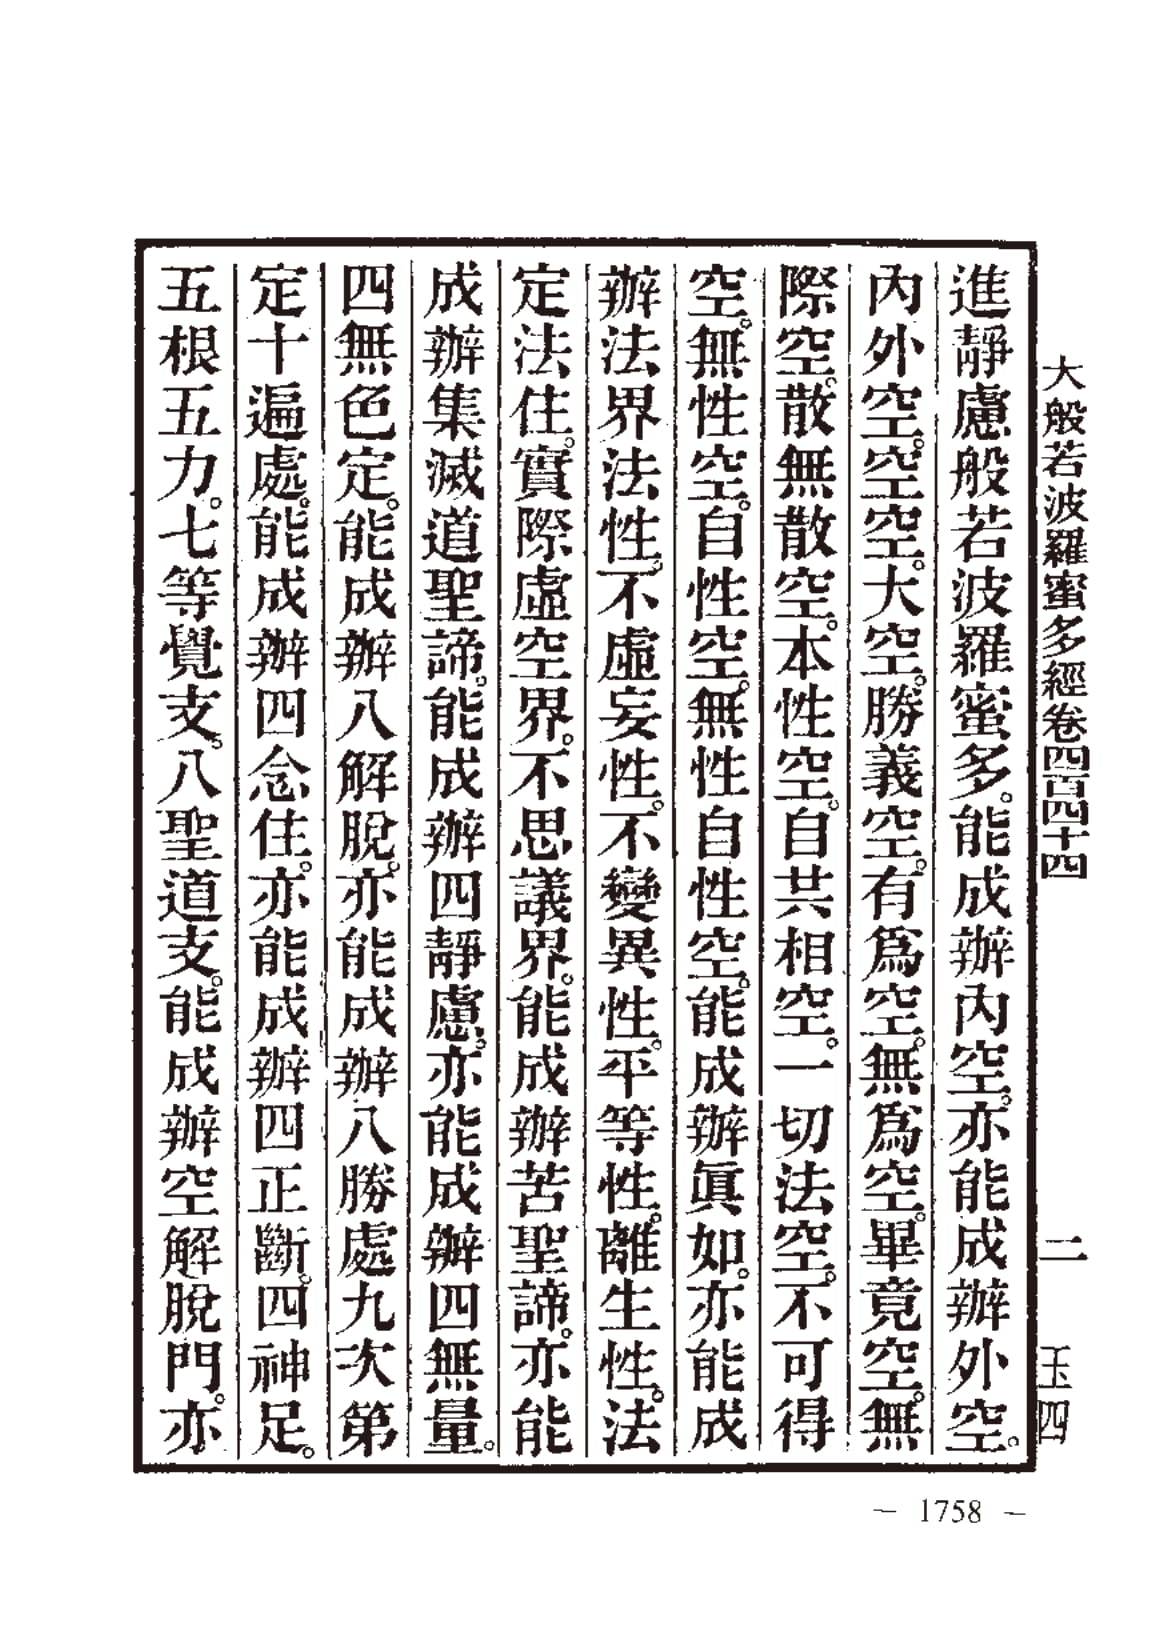 大般若波羅蜜多經卷四百四十四 二 玉四
進靜慮般若波羅蜜多。能成辦內空。亦能成辦外空。
內外空。空空。大空。勝義空。有爲空。無爲空。畢竟空。無
際空。散無散空。本性空。自共相空。一切法空。不可得
空。無性空。自性空。無性自性空。能成辦眞如。亦能成
辦法界法性。不虛妄性。不變異性。平等性。離生性。法
定法住。實際虛空界。不思議界。能成辦苦聖諦。亦能
成辦集滅道聖諦。能成辦四靜慮。亦能成辦四無量。
四無色定。能成辦八解脫。亦能成辦八勝處九次第
定十遍處。能成辦四念住。亦能成辦四正斷。四神足。
五根五力。七等覺支。八聖道支。能成辦空解脫門。亦
— 1758 —